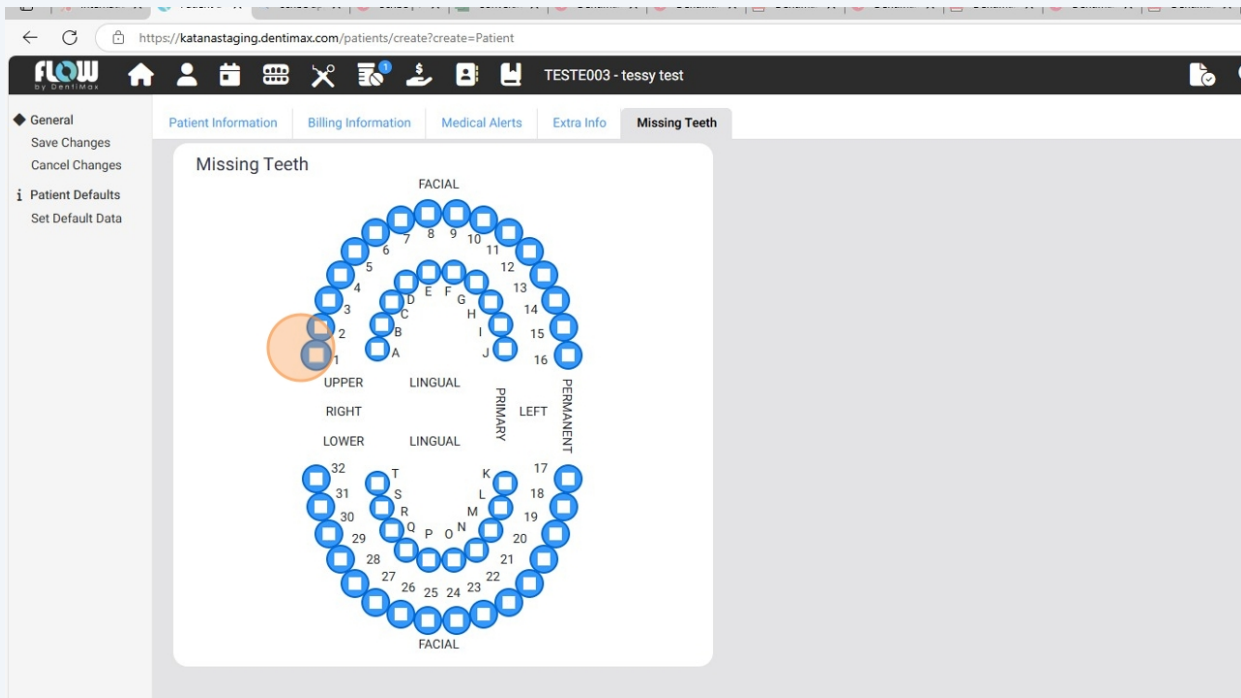 https://katanastaging.dentimax.com/patients/create?create=Patient
FLOW
by DentiMax
1
TESTE003 - tessy test
General
Save Changes
Cancel Changes
i Patient Defaults
Set Default Data
Patient Information
Billing Information
Medical Alerts
Extra Info
Missing Teeth
Missing Teeth
FACIAL
7 8 9 10
6 11
5 12
4 13
3 14
2 15
1 16
D E F G
C H
B I
A J
UPPER LINGUAL
RIGHT PRIMARY LEFT PERMANENT
LOWER LINGUAL
32 T K 17
31 S L 18
30 R M 19
29 Q P O N 20
28 21
27 22
26 25 24 23
FACIAL